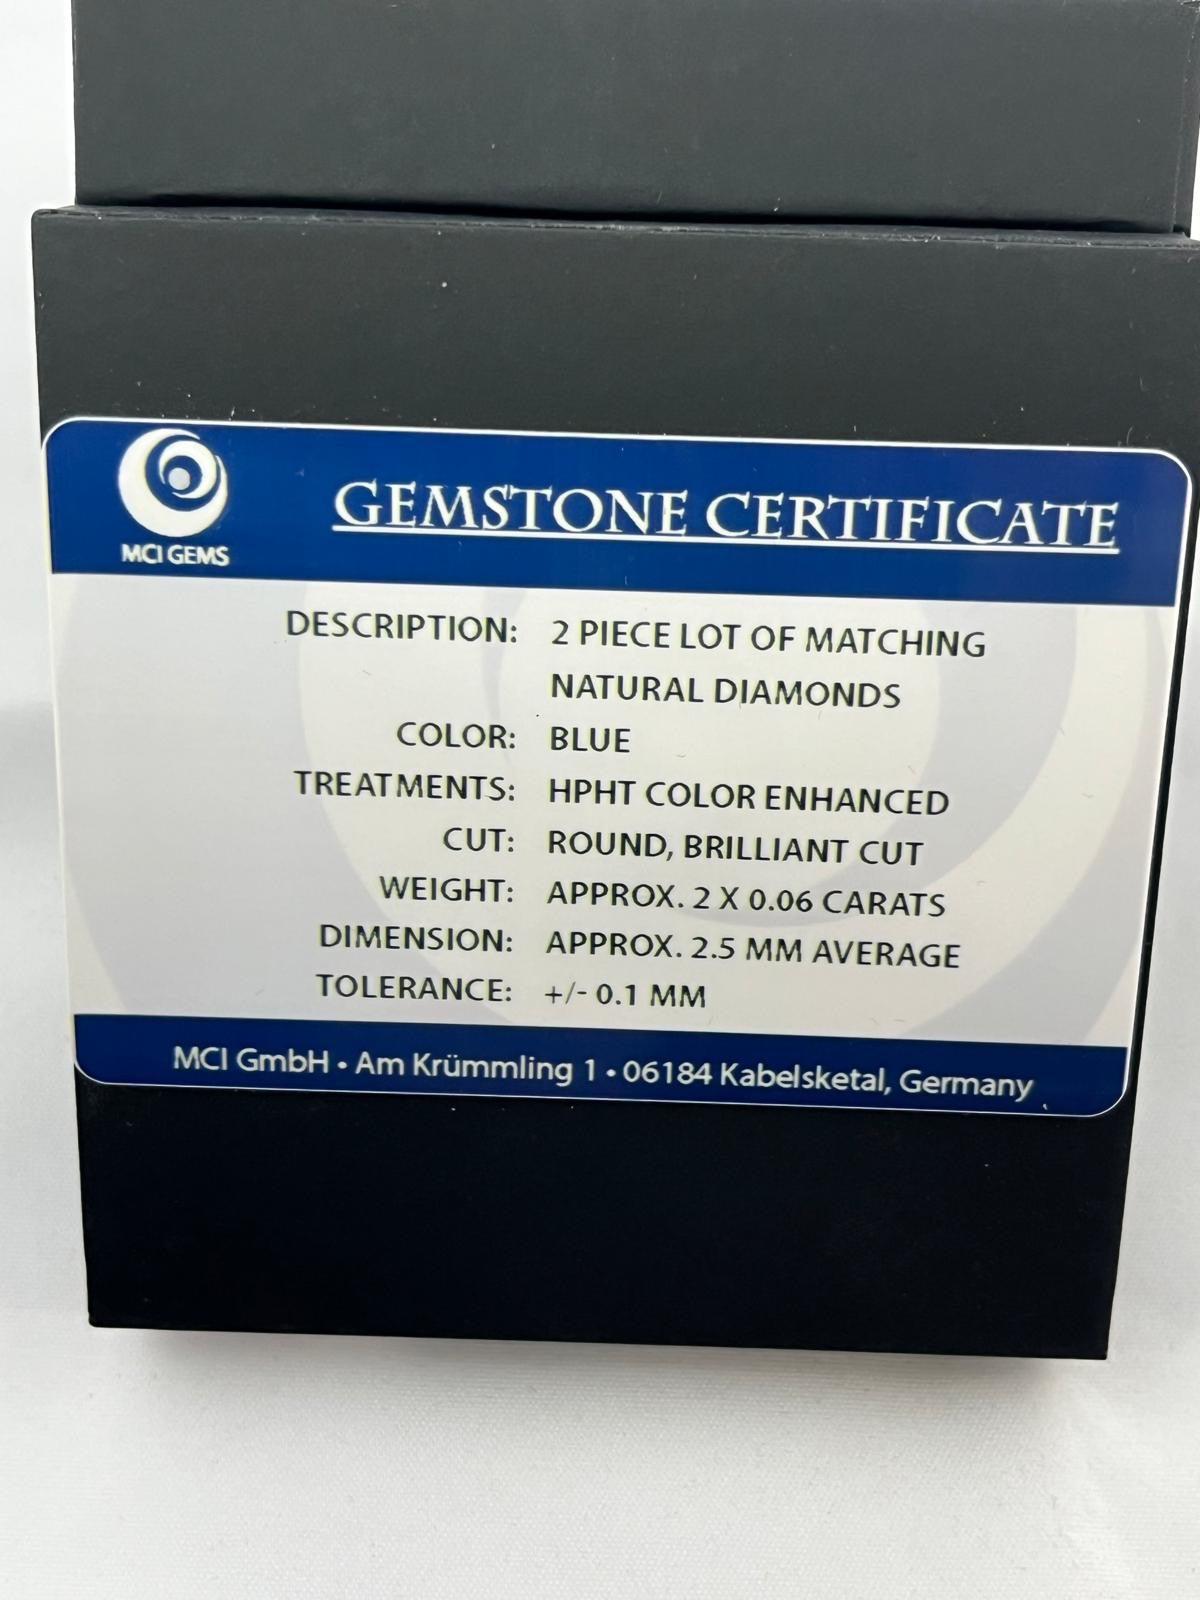 MCI GEMS
GEMSTONE CERTIFICATE
DESCRIPTION: 2 PIECE LOT OF MATCHING
NATURAL DIAMONDS
COLOR: BLUE
TREATMENTS: HPHT COLOR ENHANCED
CUT: ROUND, BRILLIANT CUT
WEIGHT: APPROX. 2 X 0.06 CARATS
DIMENSION: APPROX. 2.5 MM AVERAGE
TOLERANCE: +/- 0.1 MM
MCI GmbH • Am Krümmling 1 • 06184 Kabelsketal, Germany